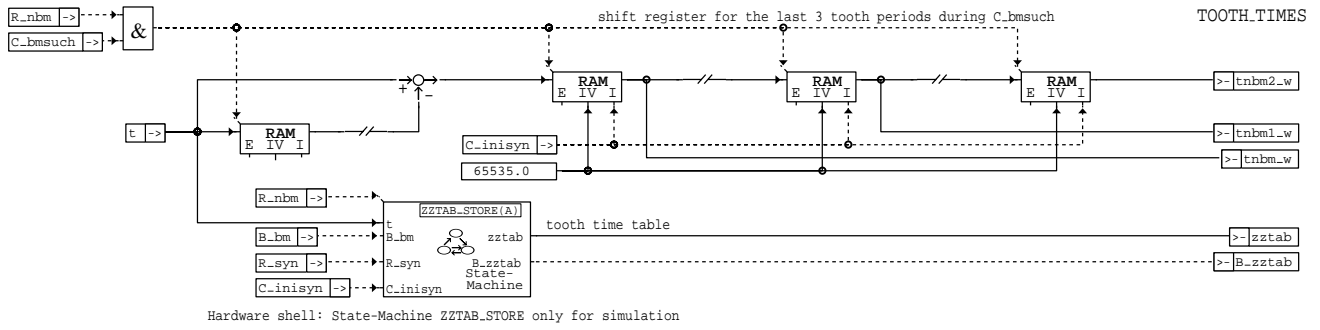 R_nbm ->
C_bmsuch ->
&
shift register for the last 3 tooth periods during C_bmsuch
TOOTH_TIMES
+
−
RAM
E IV I
RAM
E IV I
RAM
E IV I
>- tnbm2_w
t ->
RAM
E IV I
>- tnbm1_w
C_inisyn ->
>- tnbm_w
65535.0
R_nbm ->
ZZTAB_STORE(A)
t
tooth time table
B_bm ->
B_bm
zztab
>- zztab
R_syn ->
R_syn
B_zztab
>- B_zztab
State-
Machine
C_inisyn ->
C_inisyn
Hardware shell: State-Machine ZZTAB_STORE only for simulation